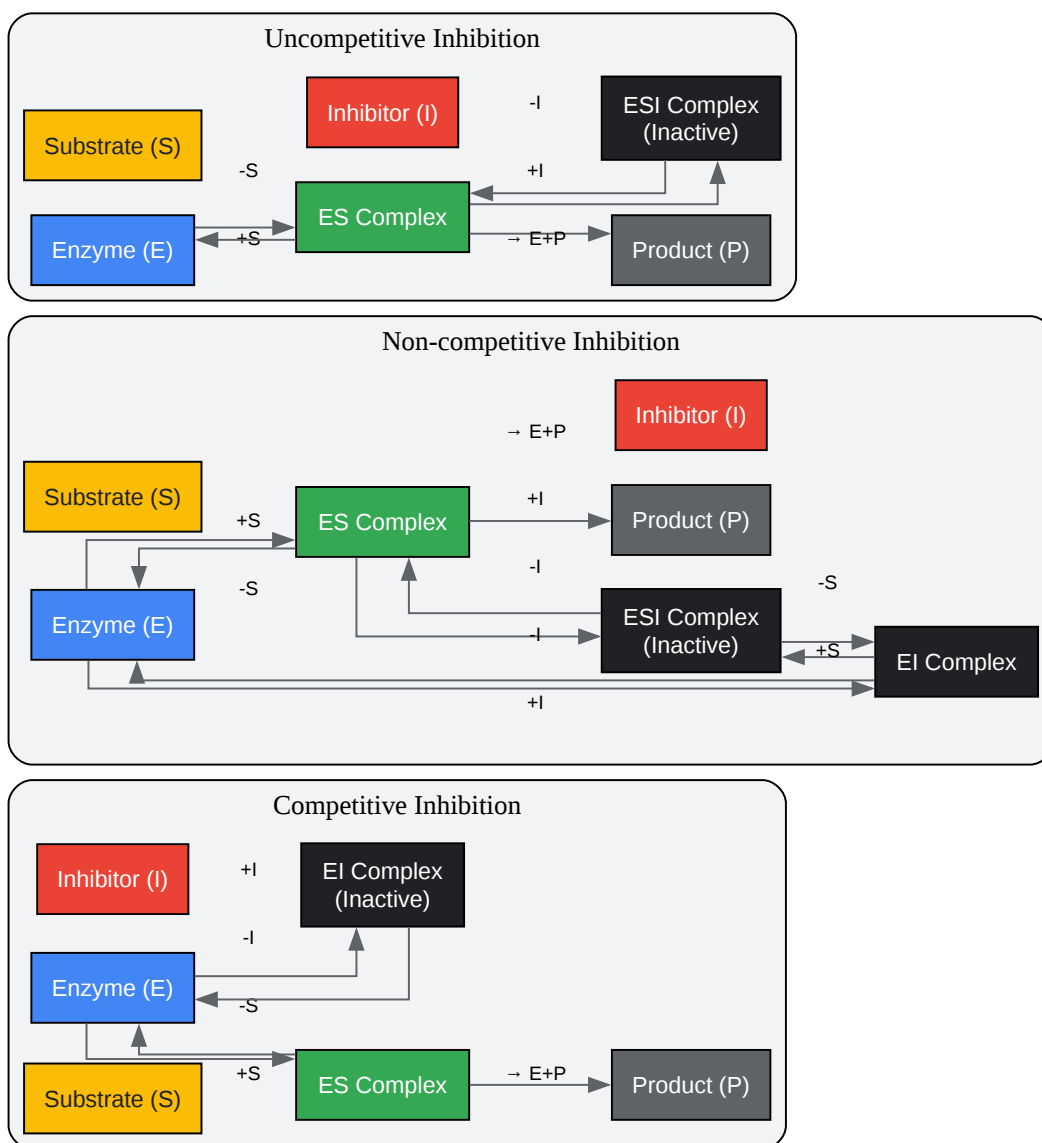 Uncompetitive Inhibition
Inhibitor (I)
-I
ESI Complex
(Inactive)
Substrate (S)
-S
+I
ES Complex
Enzyme (E)
+S
→ E+P
Product (P)
Non-competitive Inhibition
Inhibitor (I)
→ E+P
Substrate (S)
+S
ES Complex
+I
Product (P)
-I
-S
-S
Enzyme (E)
-I
ESI Complex
(Inactive)
+S
EI Complex
+I
Competitive Inhibition
Inhibitor (I)
+I
EI Complex
(Inactive)
-I
Enzyme (E)
-S
+S
Substrate (S)
ES Complex
→ E+P
Product (P)